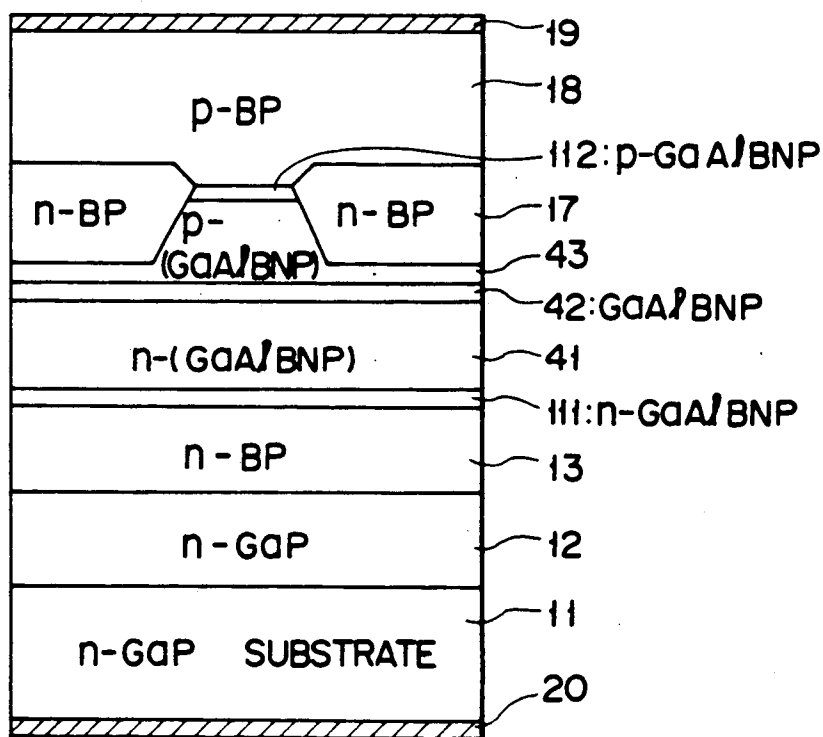 19
18
p-BP
112:p-GaAlBNP
n-BP
p-
(GaAlBNP)
n-BP
17
43
42:GaAlBNP
n-(GaAlBNP)
41
111:n-GaAlBNP
n-BP
13
n-GaP
12
11
n-GaP SUBSTRATE
20